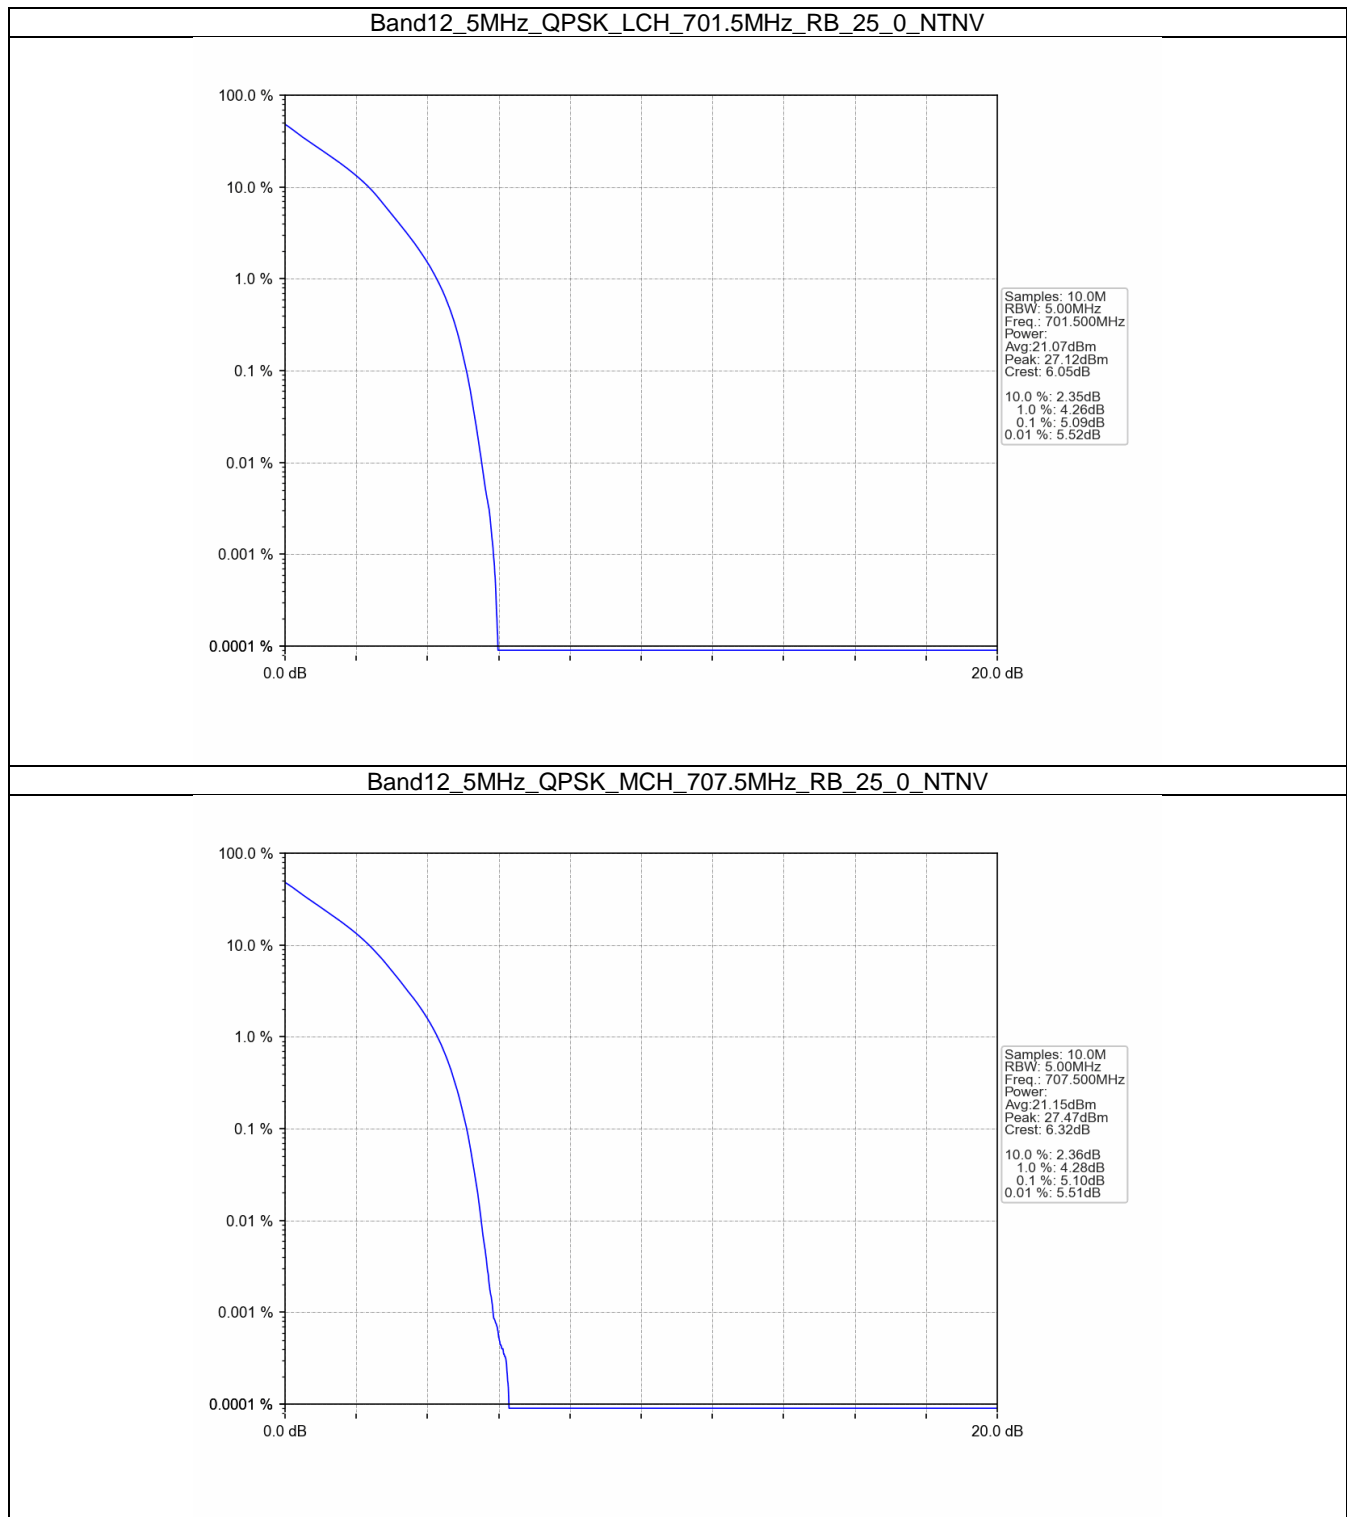 Band12_5MHz_QPSK_LCH_701.5MHz_RB_25_0_NTNV
100.0 %
10.0 %
1.0 %
0.1 %
0.01 %
0.001 %
0.0001 %
0.0 dB
20.0 dB
Samples: 10.0M
RBW: 5.00MHz
Freq.: 701.500MHz
Power:
Avg:21.07dBm
Peak: 27.12dBm
Crest: 6.05dB
10.0 %: 2.35dB
1.0 %: 4.26dB
0.1 %: 5.09dB
0.01 %: 5.52dB
Band12_5MHz_QPSK_MCH_707.5MHz_RB_25_0_NTNV
100.0 %
10.0 %
1.0 %
0.1 %
0.01 %
0.001 %
0.0001 %
0.0 dB
20.0 dB
Samples: 10.0M
RBW: 5.00MHz
Freq.: 707.500MHz
Power:
Avg:21.15dBm
Peak: 27.47dBm
Crest: 6.32dB
10.0 %: 2.36dB
1.0 %: 4.28dB
0.1 %: 5.10dB
0.01 %: 5.51dB